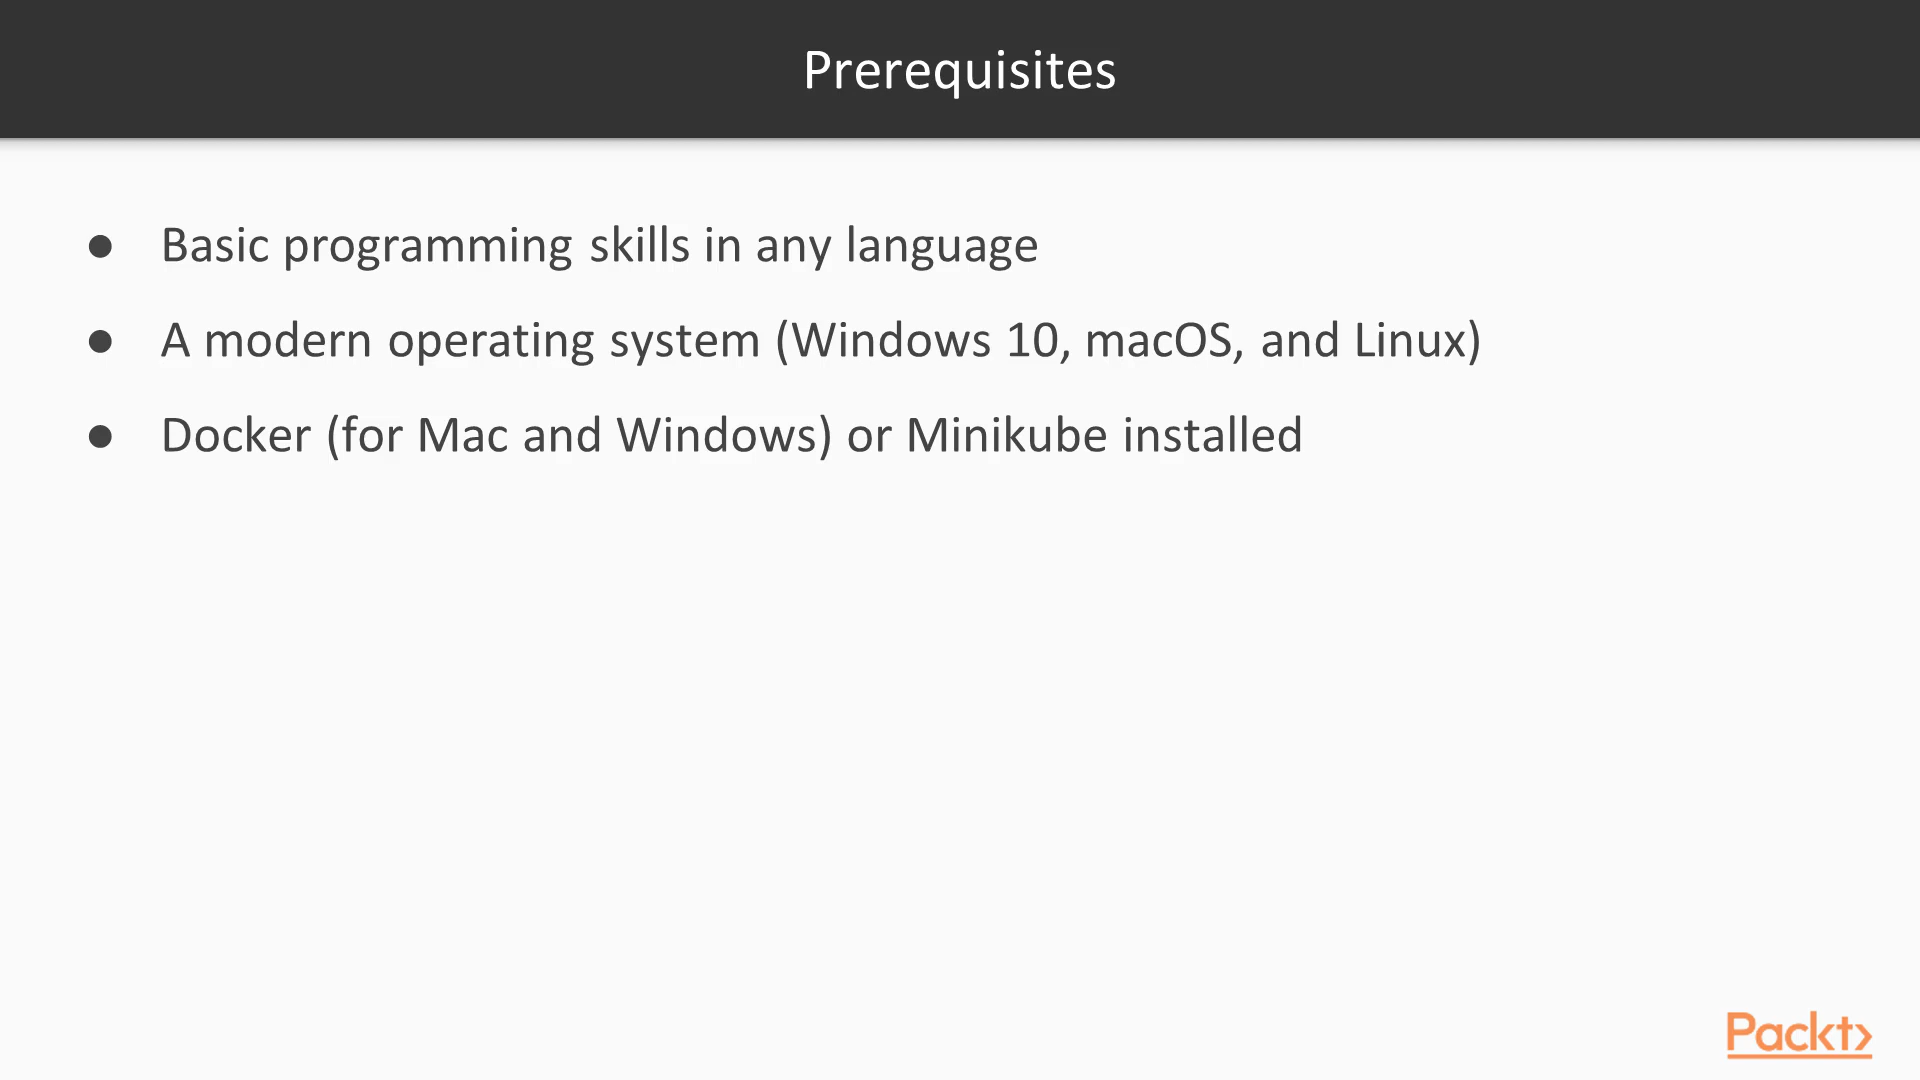 Prerequisites
● Basic programming skills in any language
● A modern operating system (Windows 10, macOS, and Linux)
● Docker (for Mac and Windows) or Minikube installed
Packt>